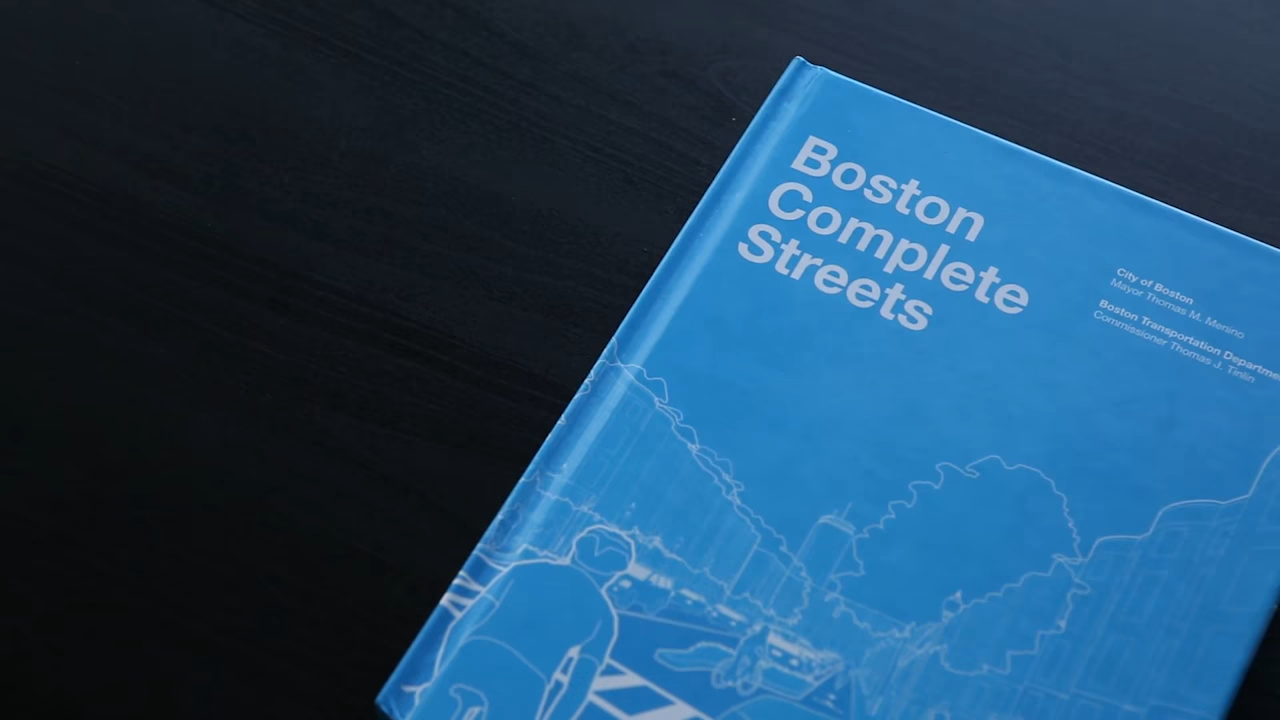 Boston
Complete
Streets
City of Boston
Mayor Thomas M. Menino
Boston Transportation Departme
Commissioner Thomas J. Tinlin